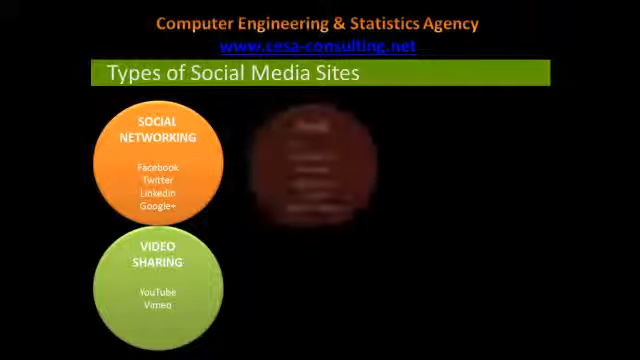 Computer Engineering & Statistics Agency
www.cesa-consulting.net
Types of Social Media Sites
SOCIAL
NETWORKING
Facebook
Twitter
LinkedIn
Google+
VIDEO
SHARING
YouTube
Vimeo